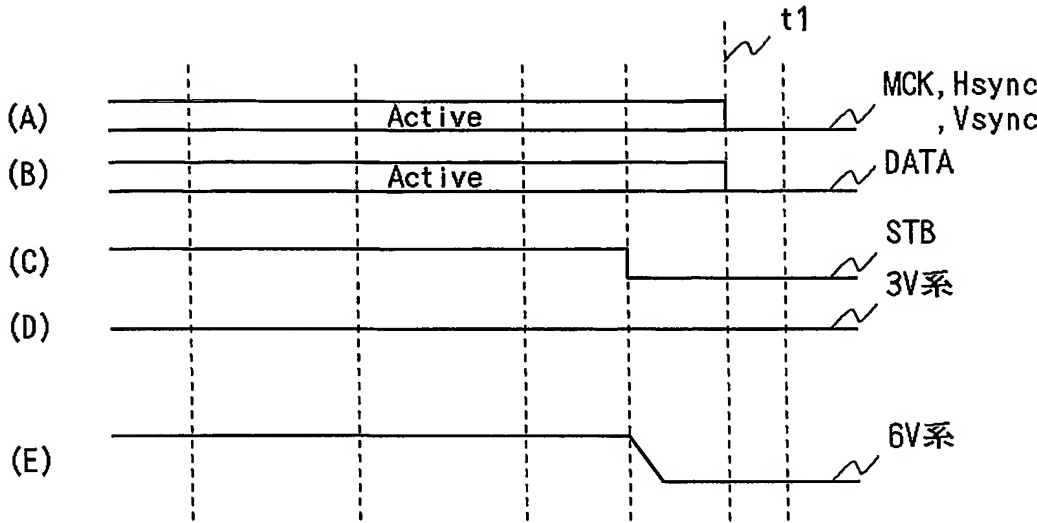 t1
(A) Active MCK, Hsync
, Vsync
(B) Active DATA
(C) STB
(D) 3V系
(E) 6V系